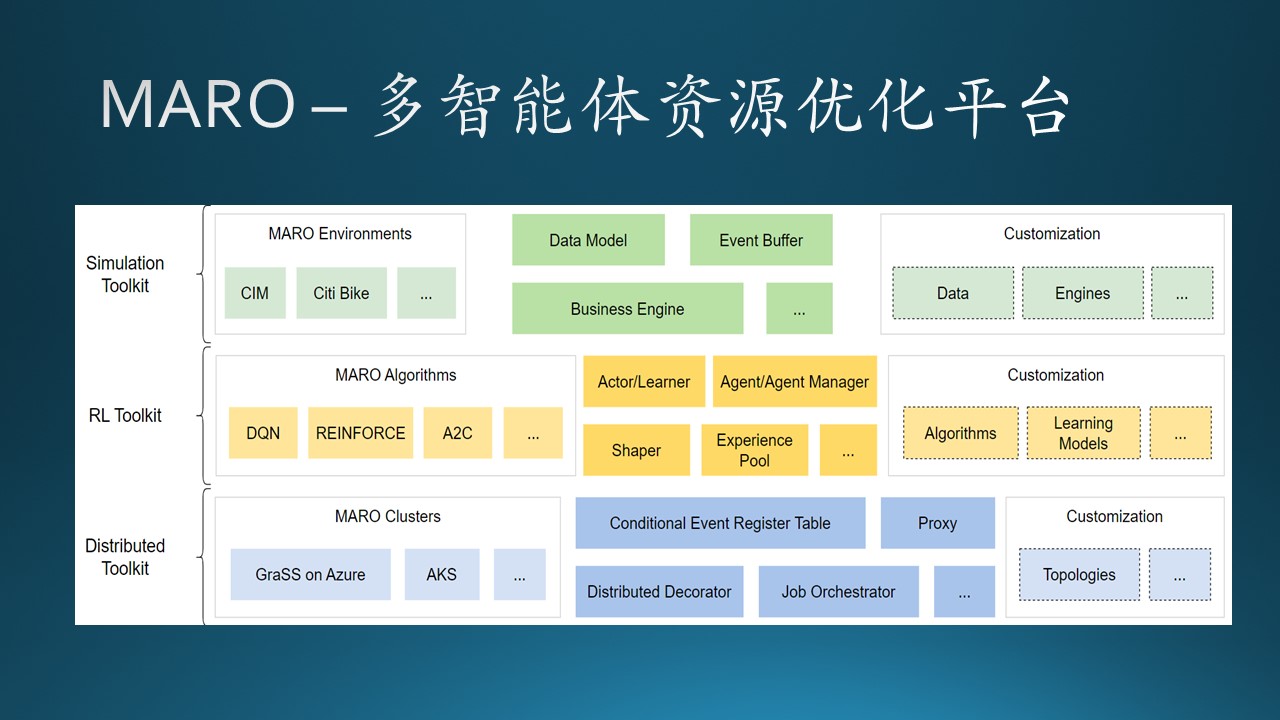 MARO – 多智能体资源优化平台
Simulation
Toolkit
MARO Environments
CIM
Citi Bike
...
Data Model
Event Buffer
Business Engine
...
Customization
Data
Engines
...
RL Toolkit
MARO Algorithms
DQN
REINFORCE
A2C
...
Actor/Learner
Agent/Agent Manager
Shaper
Experience
Pool
...
Customization
Algorithms
Learning
Models
...
Distributed
Toolkit
MARO Clusters
GraSS on Azure
AKS
...
Conditional Event Register Table
Proxy
Distributed Decorator
Job Orchestrator
...
Customization
Topologies
...